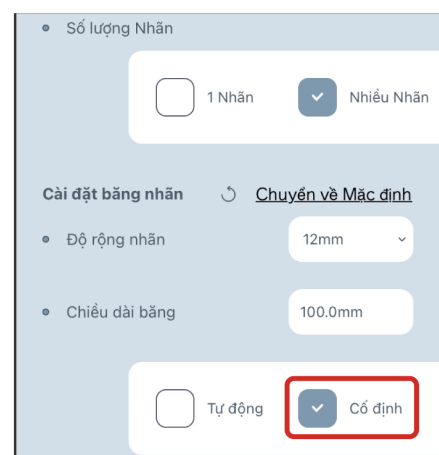 Số lượng Nhãn
1 Nhãn Nhiều Nhãn
Cài đặt băng nhãn Chuyển về Mặc định
Độ rộng nhãn 12mm
Chiều dài băng 100.0mm
Tự động Cố định